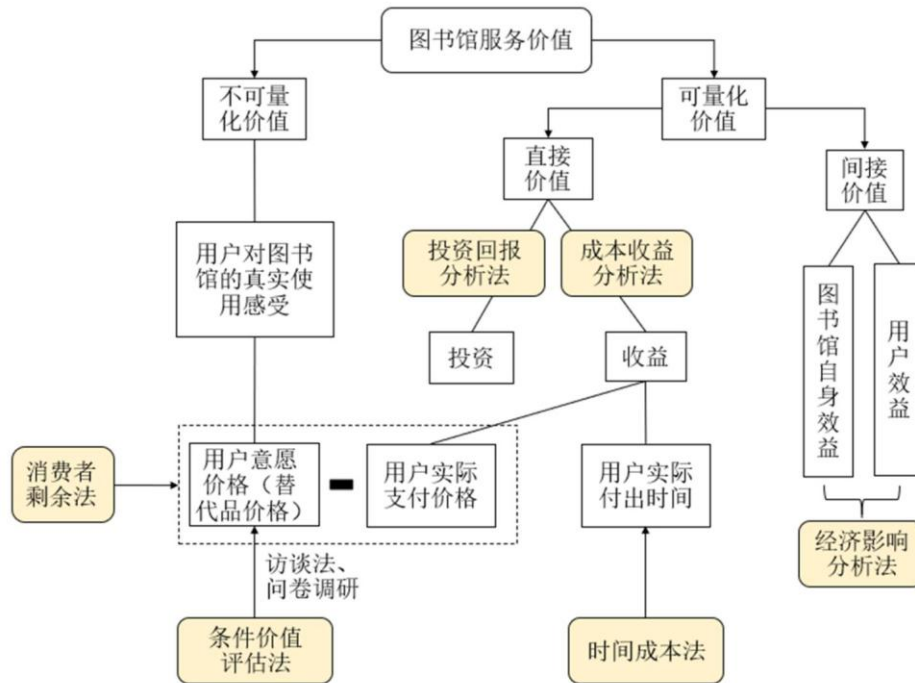 图书馆服务价值
不可量
化价值
可量化
价值
直接
价值
间接
价值
用户对图书
馆的真实使
用感受
投资回报
分析法
成本收益
分析法
图书馆自身效益
用户效益
投资
收益
消费者
剩余法
用户意愿
价格（替
代品价格）
用户实际
支付价格
用户实际
付出时间
经济影响
分析法
访谈法、
问卷调研
条件价值
评估法
时间成本法